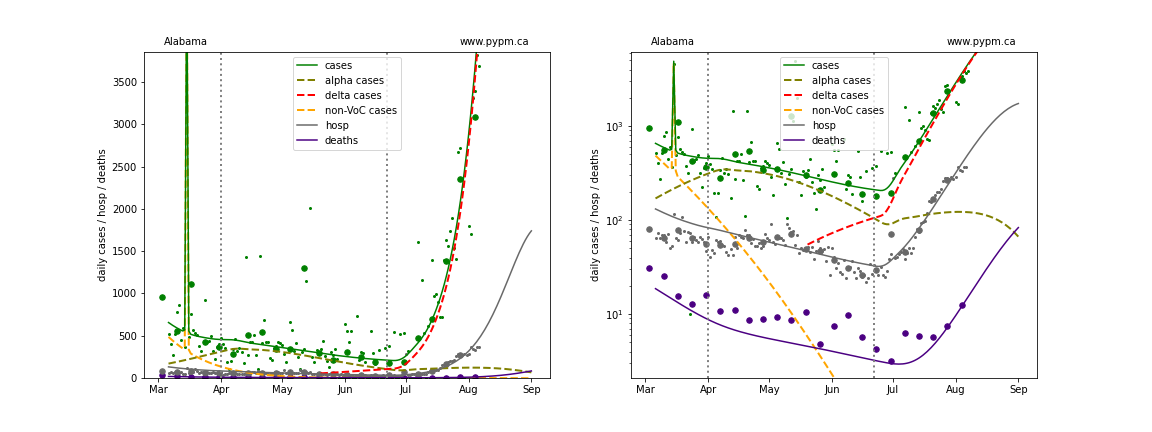 Alabama www.pypm.ca
cases
alpha cases
delta cases
non-VoC cases
hosp
deaths
daily cases / hosp / deaths
3500
3000
2500
2000
1500
1000
500
0
Mar Apr May Jun Jul Aug Sep
Alabama www.pypm.ca
cases
alpha cases
delta cases
non-VoC cases
hosp
deaths
daily cases / hosp / deaths
10³
10²
10¹
Mar Apr May Jun Jul Aug Sep